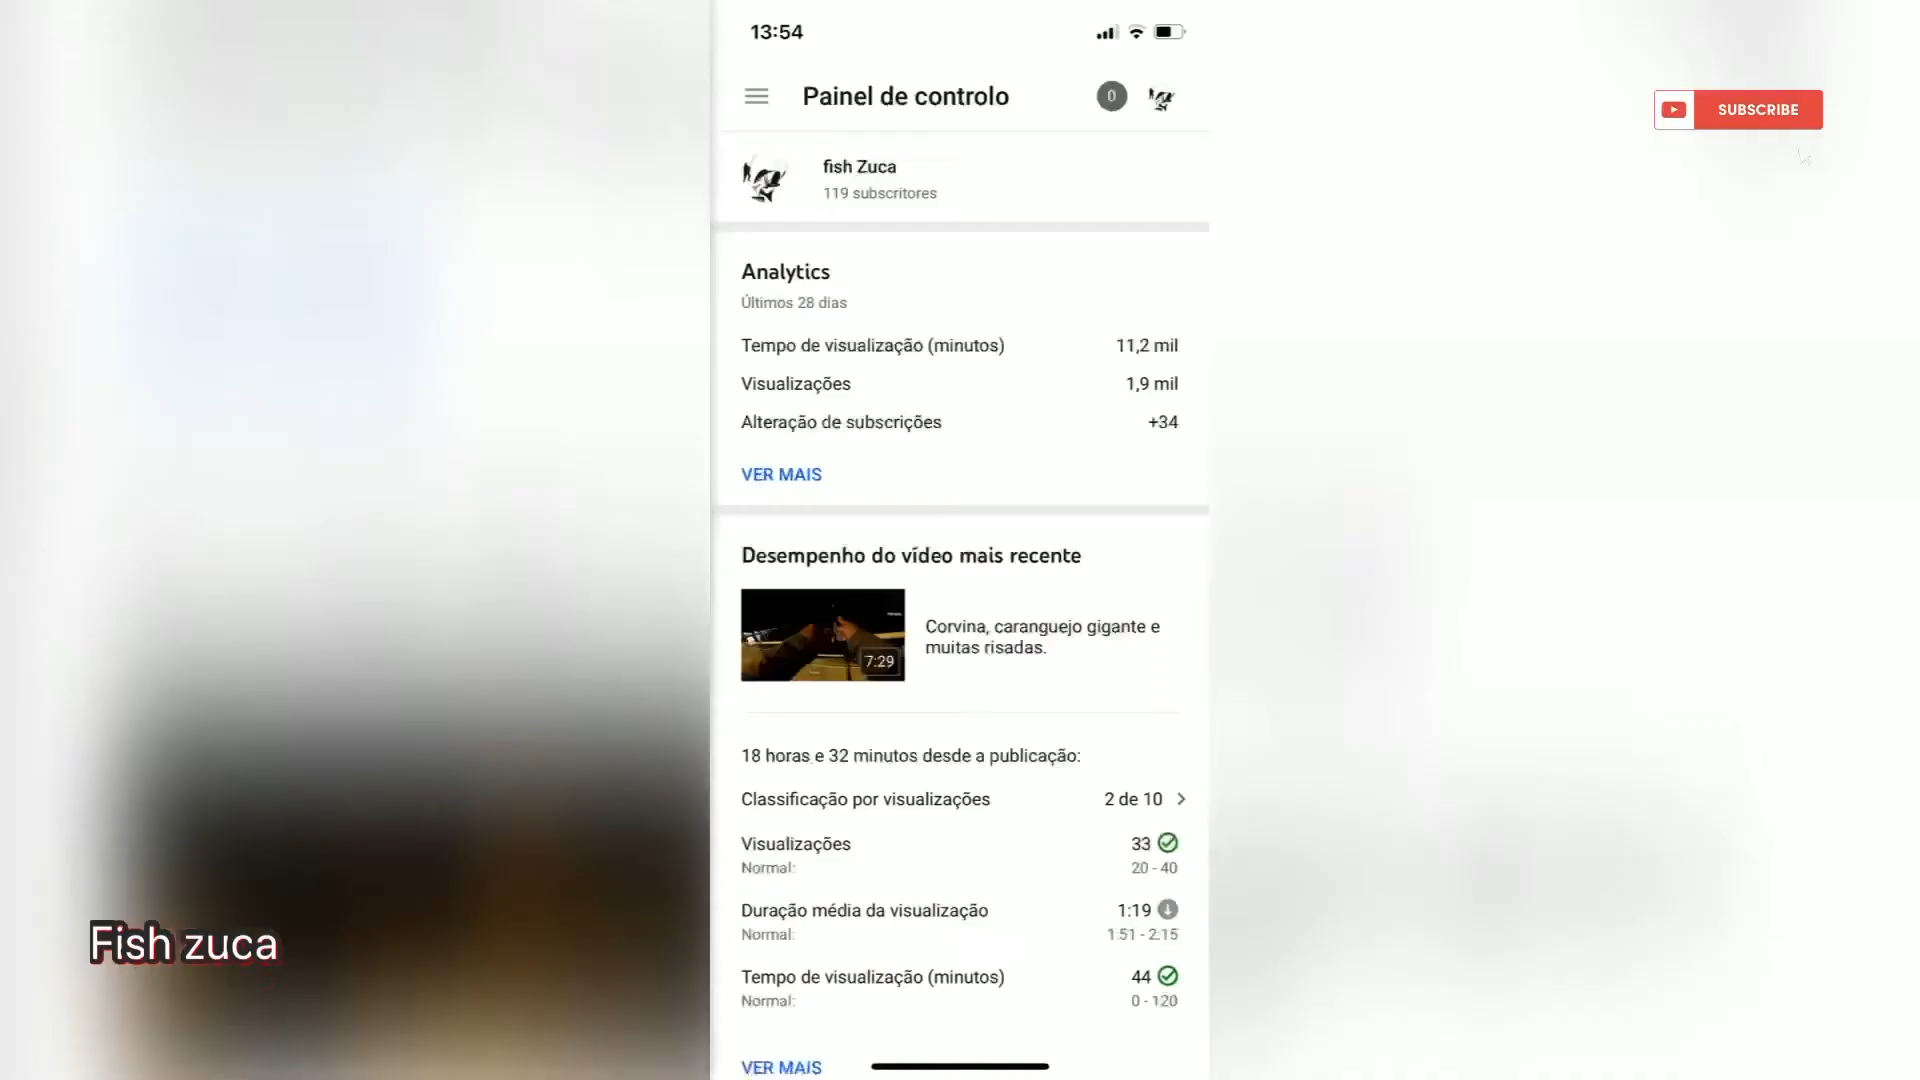 13:54
Painel de controlo
0
SUBSCRIBE
fish Zuca
119 subscritores
Analytics
Últimos 28 dias
Tempo de visualização (minutos) 11,2 mil
Visualizações 1,9 mil
Alteração de subscrições +34
VER MAIS
Desempenho do vídeo mais recente
7:29
Corvina, caranguejo gigante e
muitas risadas.
18 horas e 32 minutos desde a publicação:
Classificação por visualizações 2 de 10
Visualizações 33
Normal: 20 - 40
Duração média da visualização 1:19
Normal: 1:51 - 2:15
Tempo de visualização (minutos) 44
Normal: 0 - 120
VER MAIS
Fish zuca